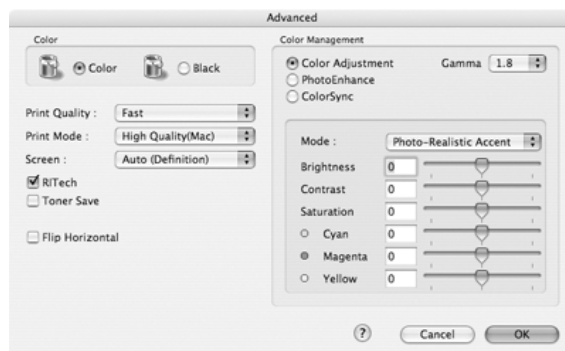 Advanced
Color
Color
Black
Print Quality :
Fast
Print Mode :
High Quality(Mac)
Screen :
Auto (Definition)
RITech
Toner Save
Flip Horizontal
Color Management
Color Adjustment
Gamma
1.8
PhotoEnhance
ColorSync
Mode :
Photo-Realistic Accent
Brightness
0
Contrast
0
Saturation
0
Cyan
0
Magenta
0
Yellow
0
?
Cancel
OK